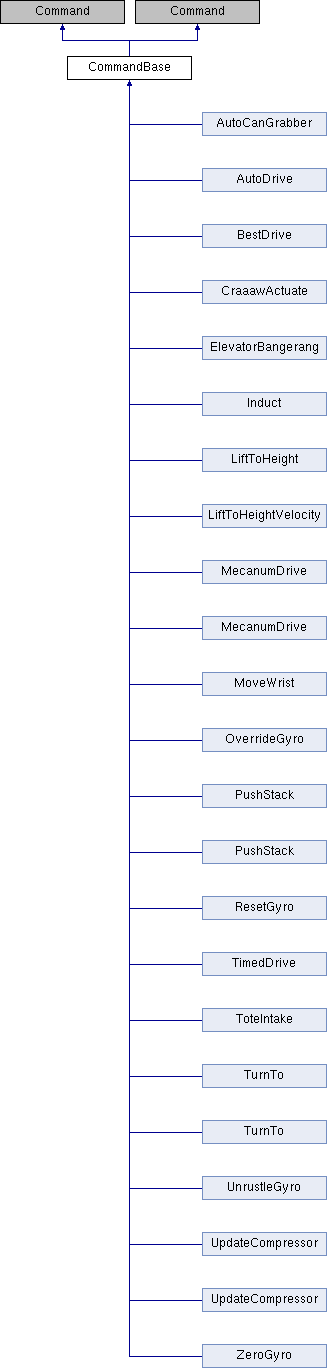 Command Command
CommandBase
AutoCanGrabber
AutoDrive
BestDrive
CraaawActuate
ElevatorBangerang
Induct
LiftToHeight
LiftToHeightVelocity
MecanumDrive
MecanumDrive
MoveWrist
OverrideGyro
PushStack
PushStack
ResetGyro
TimedDrive
ToteIntake
TurnTo
TurnTo
UnrustleGyro
UpdateCompressor
UpdateCompressor
ZeroGyro